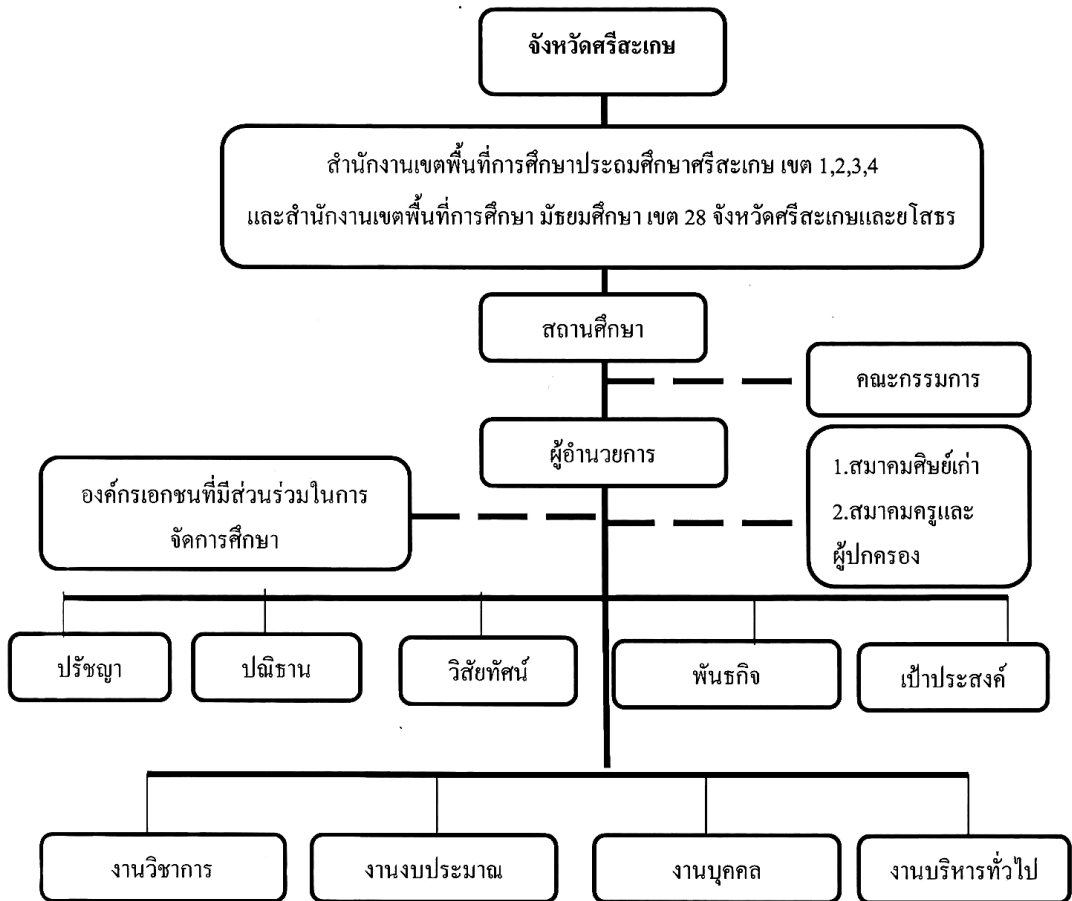 จังหวัดศรีสะเกษ
สำนักงานเขตพื้นที่การศึกษาประถมศึกษาศรีสะเกษ เขต 1,2,3,4
และสำนักงานเขตพื้นที่การศึกษา มัธยมศึกษา เขต 28 จังหวัดศรีสะเกษและยโสธร
สถานศึกษา
คณะกรรมการ
ผู้อำนวยการ
องค์กรเอกชนที่มีส่วนร่วมในการ
จัดการศึกษา
1.สมาคมศิษย์เก่า
2.สมาคมครูและ
ผู้ปกครอง
ปรัชญา
ปณิธาน
วิสัยทัศน์
พันธกิจ
เป้าประสงค์
งานวิชาการ
งานงบประมาณ
งานบุคคล
งานบริหารทั่วไป